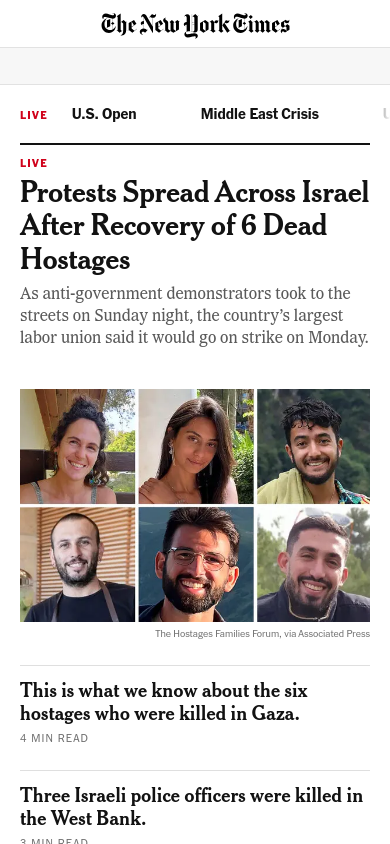 The New York Times
LIVE U.S. Open Middle East Crisis
LIVE
Protests Spread Across Israel
After Recovery of 6 Dead
Hostages
As anti-government demonstrators took to the
streets on Sunday night, the country’s largest
labor union said it would go on strike on Monday.
The Hostages Families Forum, via Associated Press
This is what we know about the six
hostages who were killed in Gaza.
4 MIN READ
Three Israeli police officers were killed in
the West Bank.
3 MIN READ